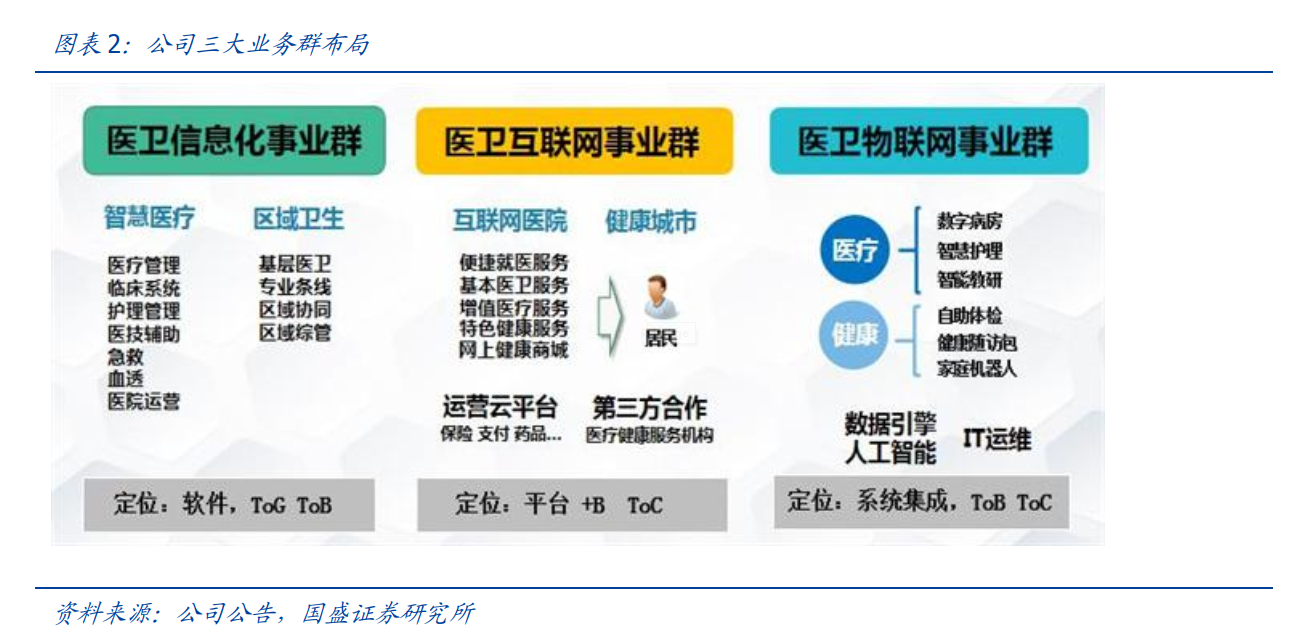 图表 2：公司三大业务群布局
医卫信息化事业群
智慧医疗
医疗管理
临床系统
护理管理
医技辅助
急救
血透
医院运营
区域卫生
基层医卫
专业条线
区域协同
区域综管
定位：软件，ToG ToB
医卫互联网事业群
互联网医院
健康城市
便捷就医服务
基本医卫服务
增值医疗服务
特色健康服务
网上健康商城
居民
运营云平台
保险 支付 药品...
第三方合作
医疗健康服务机构
定位：平台 +B ToC
医卫物联网事业群
医疗
数字病房
智慧护理
智能教研
健康
自助体检
健康随访包
家庭机器人
数据引擎
人工智能
IT运维
定位：系统集成，ToB ToC
资料来源：公司公告，国盛证券研究所